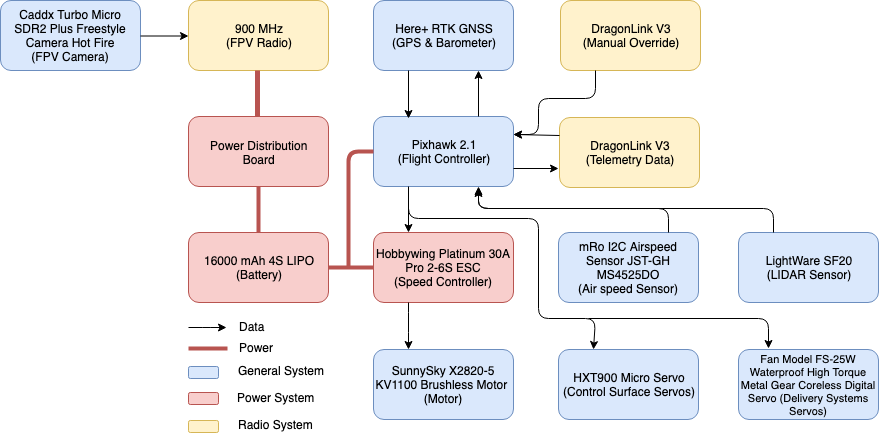 Caddx Turbo Micro
SDR2 Plus Freestyle
Camera Hot Fire
(FPV Camera)
900 MHz
(FPV Radio)
Here+ RTK GNSS
(GPS & Barometer)
DragonLink V3
(Manual Override)
Power Distribution
Board
Pixhawk 2.1
(Flight Controller)
DragonLink V3
(Telemetry Data)
16000 mAh 4S LIPO
(Battery)
Hobbywing Platinum 30A
Pro 2-6S ESC
(Speed Controller)
mRo I2C Airspeed
Sensor JST-GH
MS4525DO
(Air speed Sensor)
LightWare SF20
(LIDAR Sensor)
Data
Power
General System
Power System
Radio System
SunnySky X2820-5
KV1100 Brushless Motor
(Motor)
HXT900 Micro Servo
(Control Surface Servos)
Fan Model FS-25W
Waterproof High Torque
Metal Gear Coreless Digital
Servo (Delivery Systems
Servos)